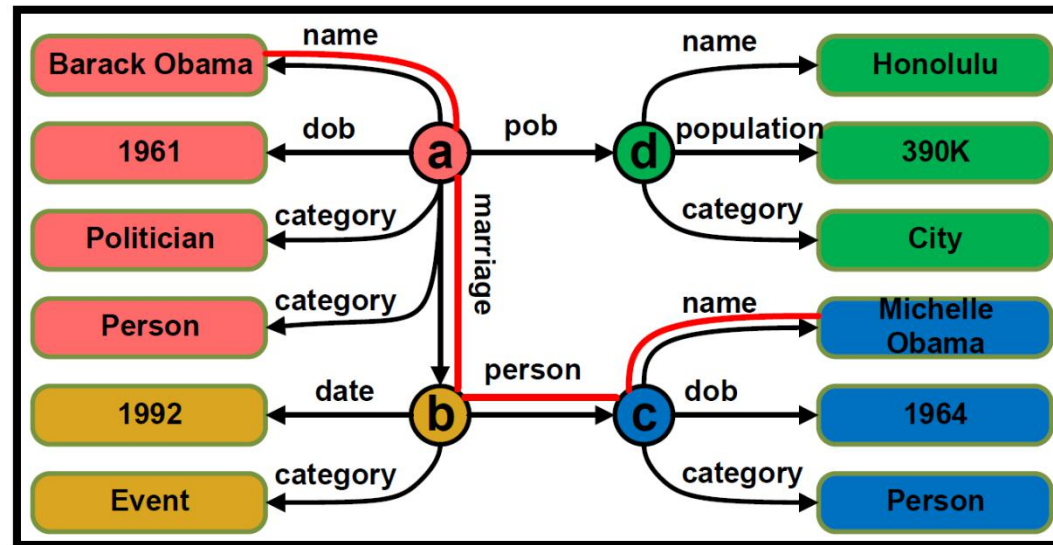 name
name
Barack Obama
Honolulu
dob
pob
population
1961
a
d
390K
category
category
Politician
City
marriage
category
name
Person
Michelle
Obama
person
date
dob
1992
b
c
1964
category
category
Event
Person